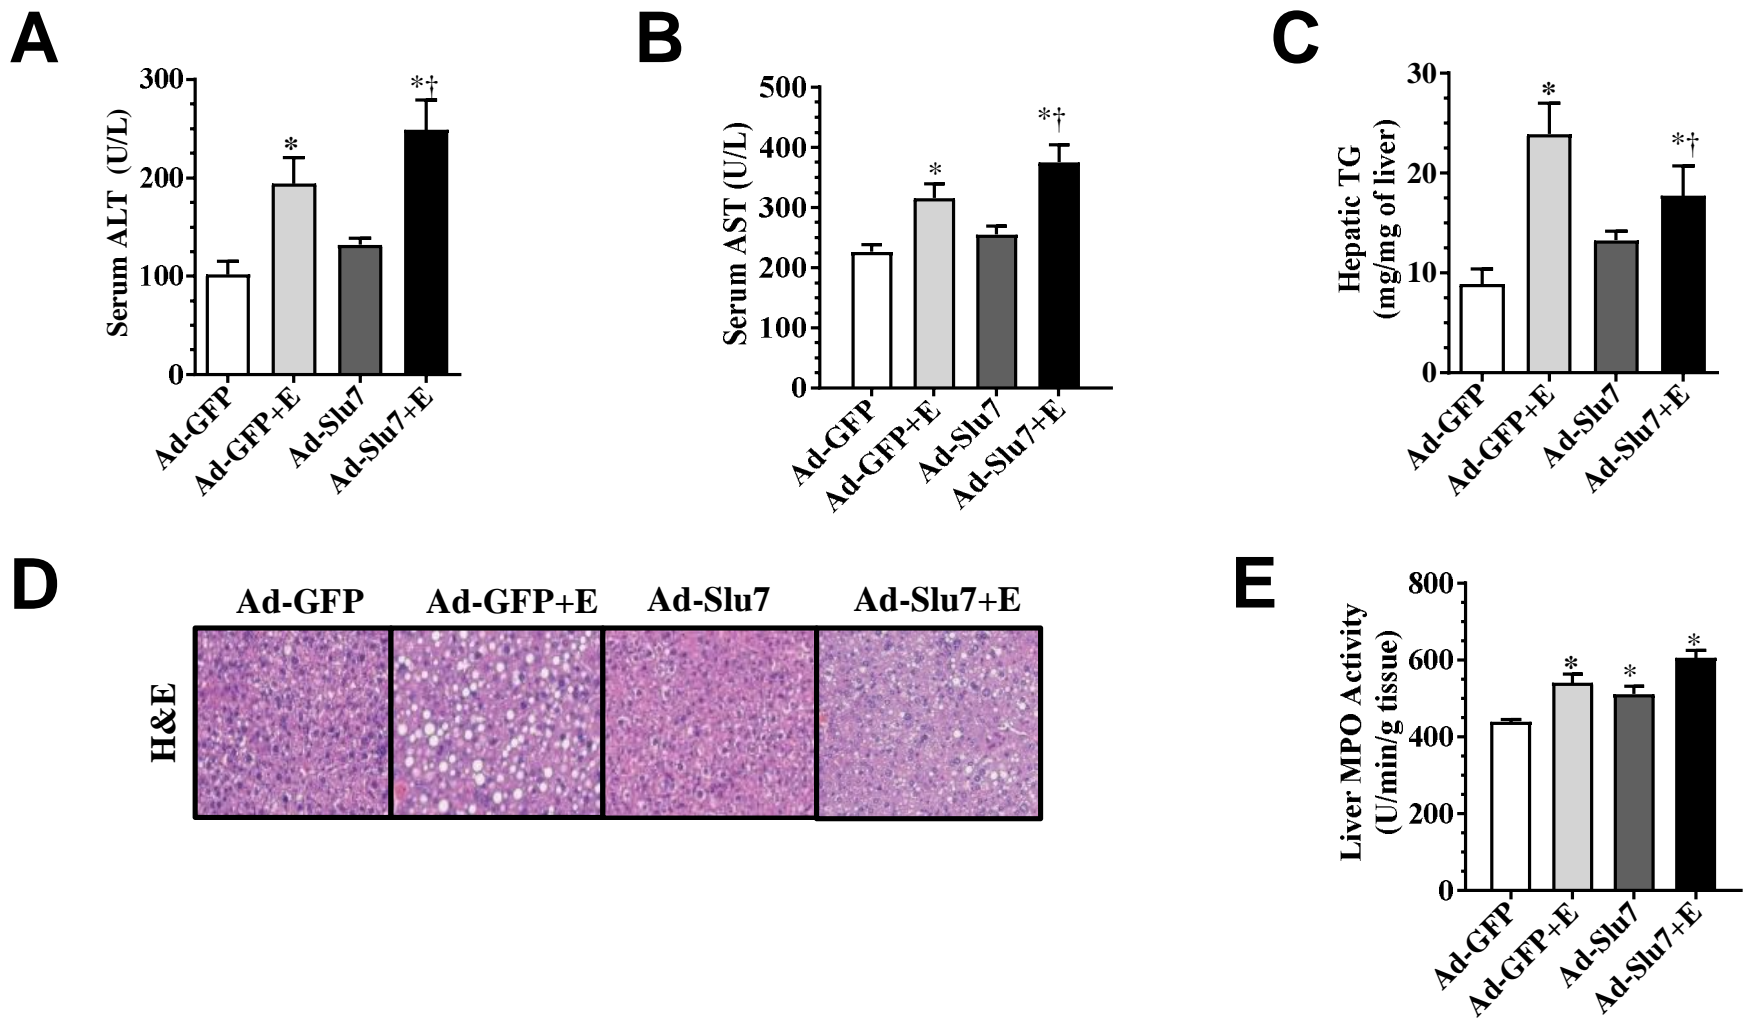 A
Serum ALT (U/L)
300
200
100
0
*
*†
Ad-GFP
Ad-GFP+E
Ad-Slu7
Ad-Slu7+E
B
Serum AST (U/L)
500
400
300
200
100
0
*
*†
Ad-GFP
Ad-GFP+E
Ad-Slu7
Ad-Slu7+E
C
Hepatic TG
(mg/mg of liver)
30
20
10
0
*
*†
Ad-GFP
Ad-GFP+E
Ad-Slu7
Ad-Slu7+E
D
Ad-GFP
Ad-GFP+E
Ad-Slu7
Ad-Slu7+E
H&E
E
Liver MPO Activity
(U/min/g tissue)
800
600
400
200
0
*
*
*
Ad-GFP
Ad-GFP+E
Ad-Slu7
Ad-Slu7+E